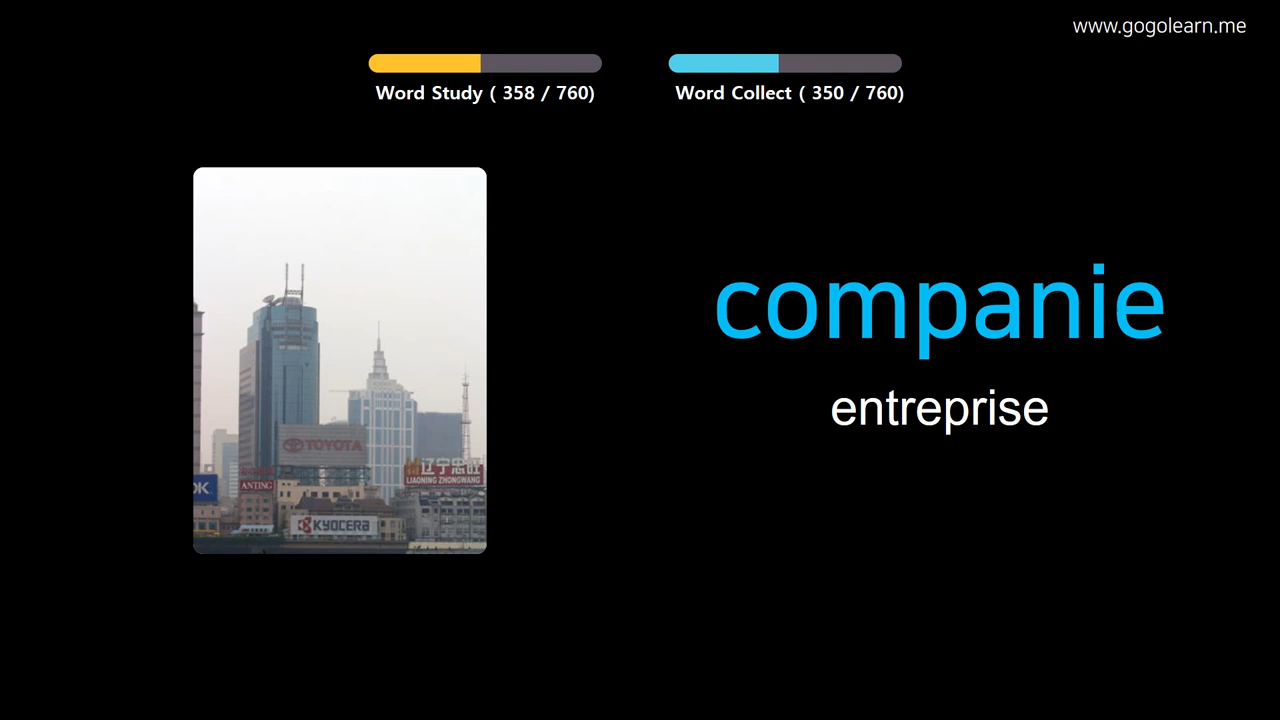 www.gogolearn.me
Word Study ( 358 / 760)
Word Collect ( 350 / 760)
companie
entreprise
TOYOTA
辽宁忠旺
LIAONING ZHONGWANG
OK
ANTING
KYOCERA